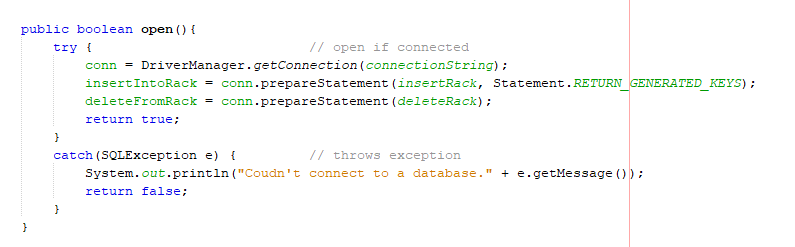 public boolean open(){
try { // open if connected
conn = DriverManager.getConnection(connectionString);
insertIntoRack = conn.prepareStatement(insertRack, Statement.RETURN_GENERATED_KEYS);
deleteFromRack = conn.prepareStatement(deleteRack);
return true;
}
catch(SQLException e) { // throws exception
System.out.println("Coudn't connect to a database." + e.getMessage());
return false;
}
}